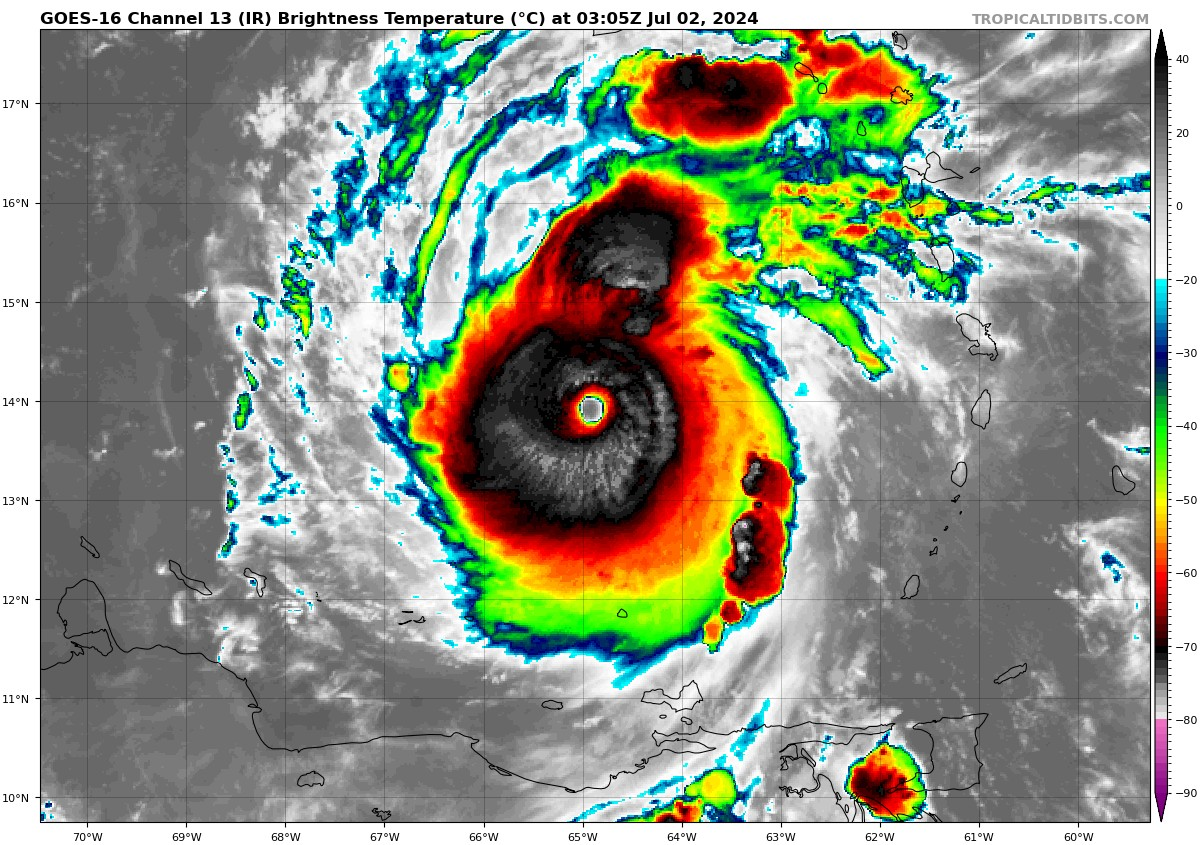 GOES-16 Channel 13 (IR) Brightness Temperature (°C) at 03:05Z Jul 02, 2024
TROPICALTIDBITS.COM
17°N
16°N
15°N
14°N
13°N
12°N
11°N
10°N
70°W
69°W
68°W
67°W
66°W
65°W
64°W
63°W
62°W
61°W
60°W
40
20
0
−20
−30
−40
−50
−60
−70
−80
−90